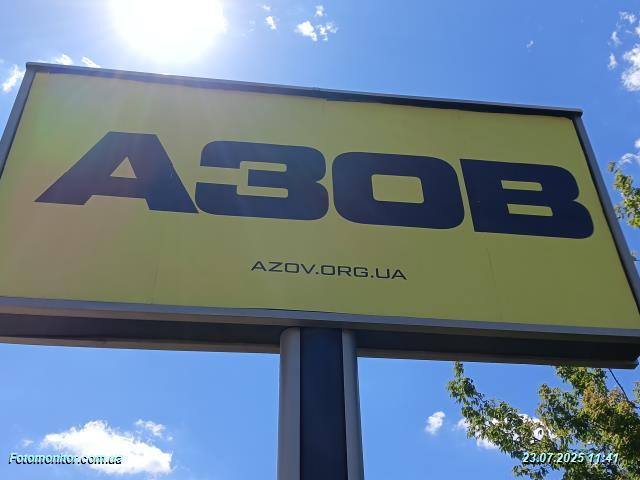 АЗОВ
AZOV.ORG.UA
Fotomonitor.com.ua
23.07.2025 11:41